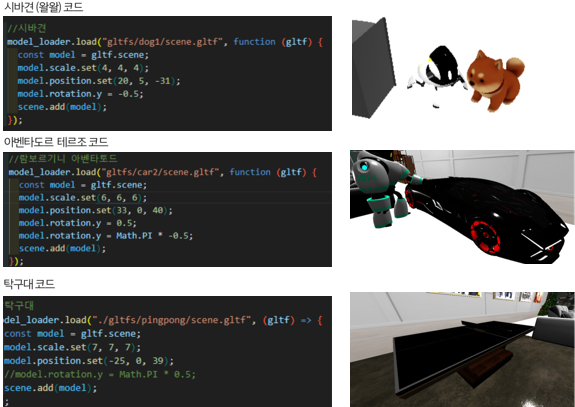 시바견 (왈왈) 코드
//시바견
model_loader.load("gltfs/dog1/scene.gltf", function (gltf) {
const model = gltf.scene;
model.scale.set(4, 4, 4);
model.position.set(20, 5, -31);
model.rotation.y = -0.5;
scene.add(model);
});
아벤타도르 테르조 코드
//람보르기니 아벤타토드
model_loader.load("gltfs/car2/scene.gltf", function (gltf) {
const model = gltf.scene;
model.scale.set(6, 6, 6);
model.position.set(33, 0, 40);
model.rotation.y = 0.5;
model.rotation.y = Math.PI * -0.5;
scene.add(model);
});
탁구대 코드
탁구대
del_loader.load("./gltfs/pingpong/scene.gltf", (gltf) => {
const model = gltf.scene;
model.scale.set(7, 7, 7);
model.position.set(-25, 0, 39);
//model.rotation.y = Math.PI * 0.5;
scene.add(model);
;